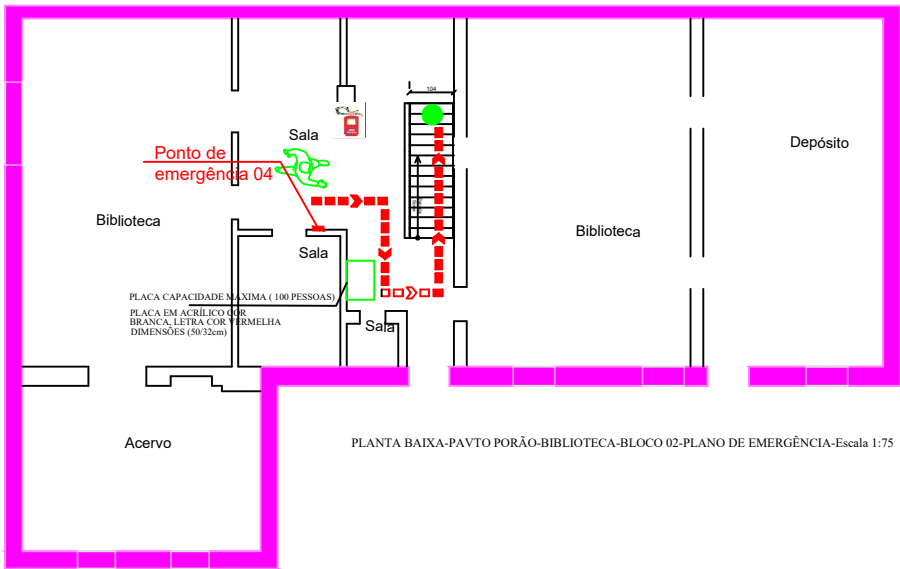 104
Sala
Depósito
Ponto de
emergência 04
Biblioteca
Biblioteca
Sala
PLACA CAPACIDADE MAXIMA ( 100 PESSOAS)
PLACA EM ACRÍLICO COR
BRANCA, LETRA COR VERMELHA
DIMENSÕES (50/32cm)
Sala
Acervo
PLANTA BAIXA-PAVTO PORÃO-BIBLIOTECA-BLOCO 02-PLANO DE EMERGÊNCIA-Escala 1:75